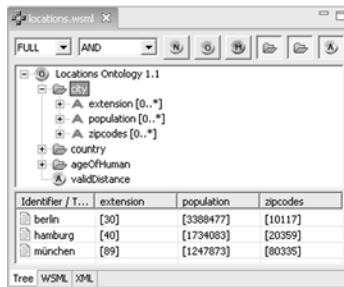 locations.wsml
FULL AND N O M A
O Locations Ontology 1.1
city
A extension [0..*]
A population [0..*]
A zipcodes [0..*]
country
ageOfHuman
A validDistance
Identifier / T... extension population zipcodes
berlin [30] [3388477] [10117]
hamburg [40] [1734083] [20359]
münchen [89] [1247873] [80335]
Tree WSML XML